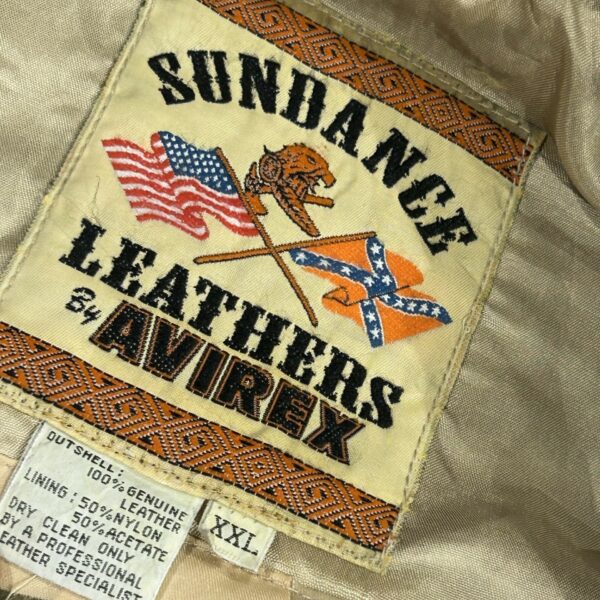 SUNDANCE
LEATHERS
By AVIREX
OUTSHELL:
100% GENUINE
LEATHER
LINING: 50% NYLON
50% ACETATE
DRY CLEAN ONLY
BY A PROFESSIONAL
LEATHER SPECIALIST
XXL